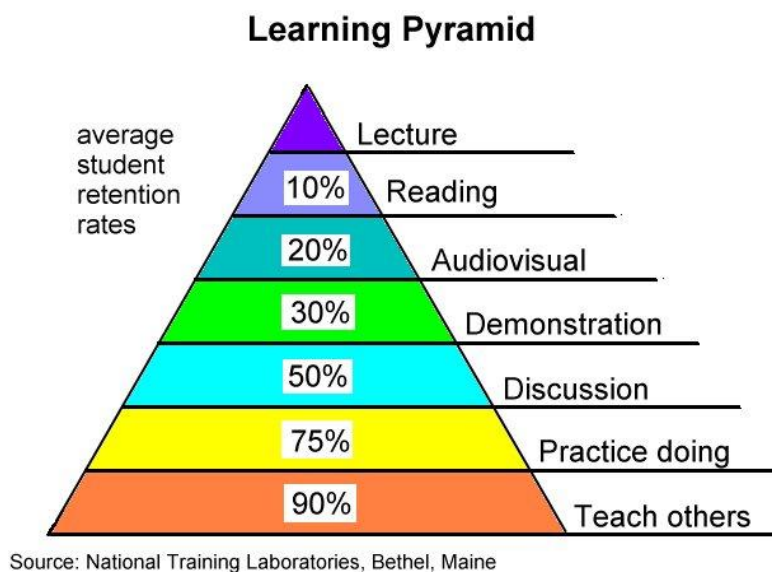 Learning Pyramid
average
student
retention
rates
Lecture
10% Reading
20% Audiovisual
30% Demonstration
50% Discussion
75% Practice doing
90% Teach others
Source: National Training Laboratories, Bethel, Maine